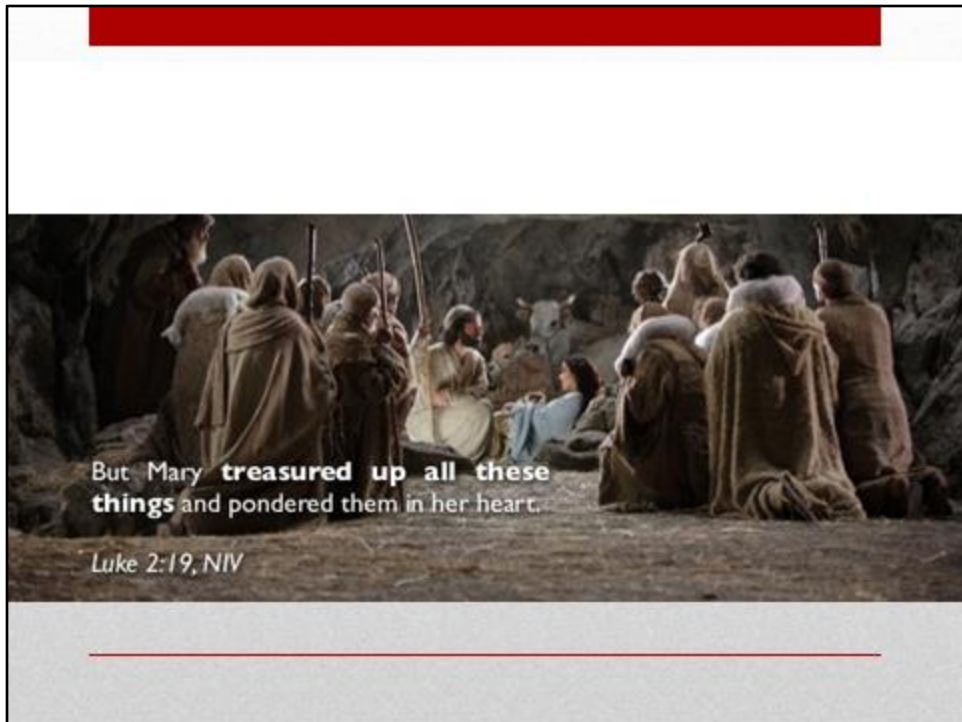 But Mary treasured up all these
things and pondered them in her heart.
Luke 2:19, NIV